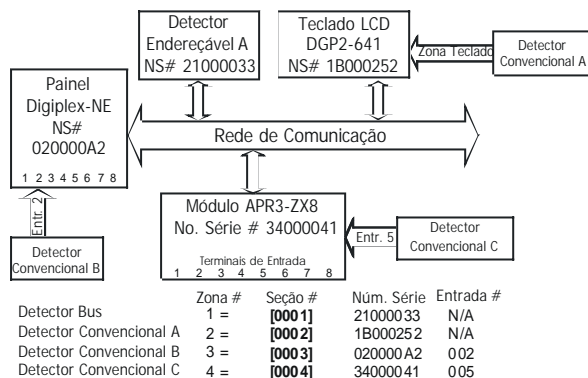 Detector
Endereçável A
NS# 21000033
Teclado LCD
DGP2-641
NS# 1B000252
Zona Teclado
Detector
Convencional A
Painel
Digiplex-NE
NS#
020000A2
1 2 3 4 5 6 7 8
Rede de Comunicação
Entr. 2
Detector
Convencional B
Módulo APR3-ZX8
No. Série # 34000041
Terminais de Entrada
1 2 3 4 5 6 7 8
Entr. 5
Detector
Convencional C
Zona # Seção # Núm. Série Entrada #
Detector Bus 1 = [0001] 21000033 N/A
Detector Convencional A 2 = [0002] 1B000252 N/A
Detector Convencional B 3 = [0003] 020000A2 002
Detector Convencional C 4 = [0004] 34000041 005